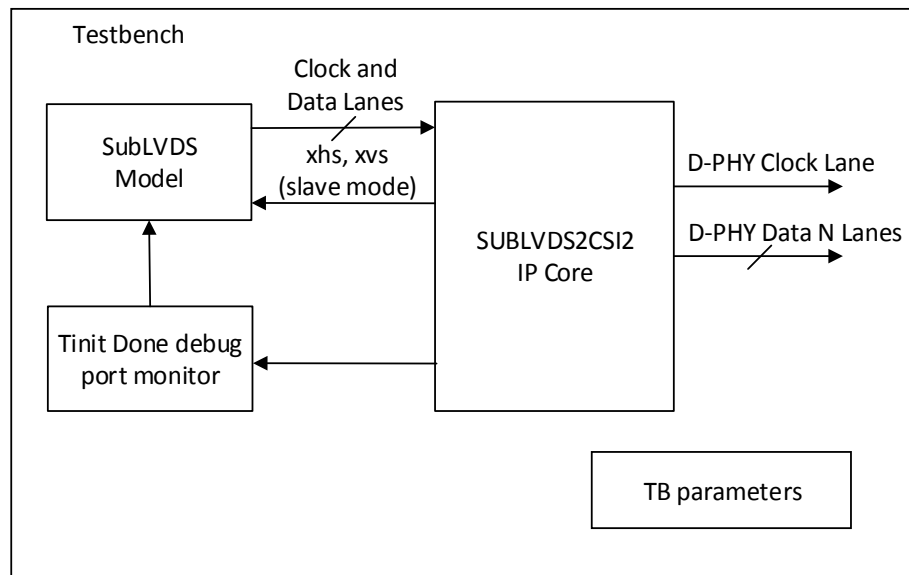 Testbench
Clock and
Data Lanes
SubLVDS
Model
xhs, xvs
(slave mode)
D-PHY Clock Lane
D-PHY Data N Lanes
SUBLVDS2CSI2
IP Core
Tinit Done debug
port monitor
TB parameters